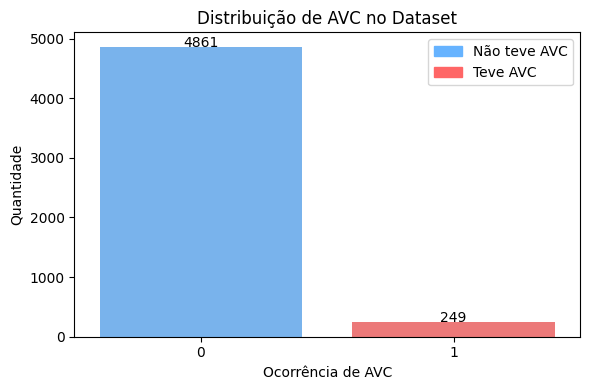 Distribuição de AVC no Dataset
Não teve AVC
Teve AVC
Quantidade
5000
4000
3000
2000
1000
0
4861
249
0
1
Ocorrência de AVC